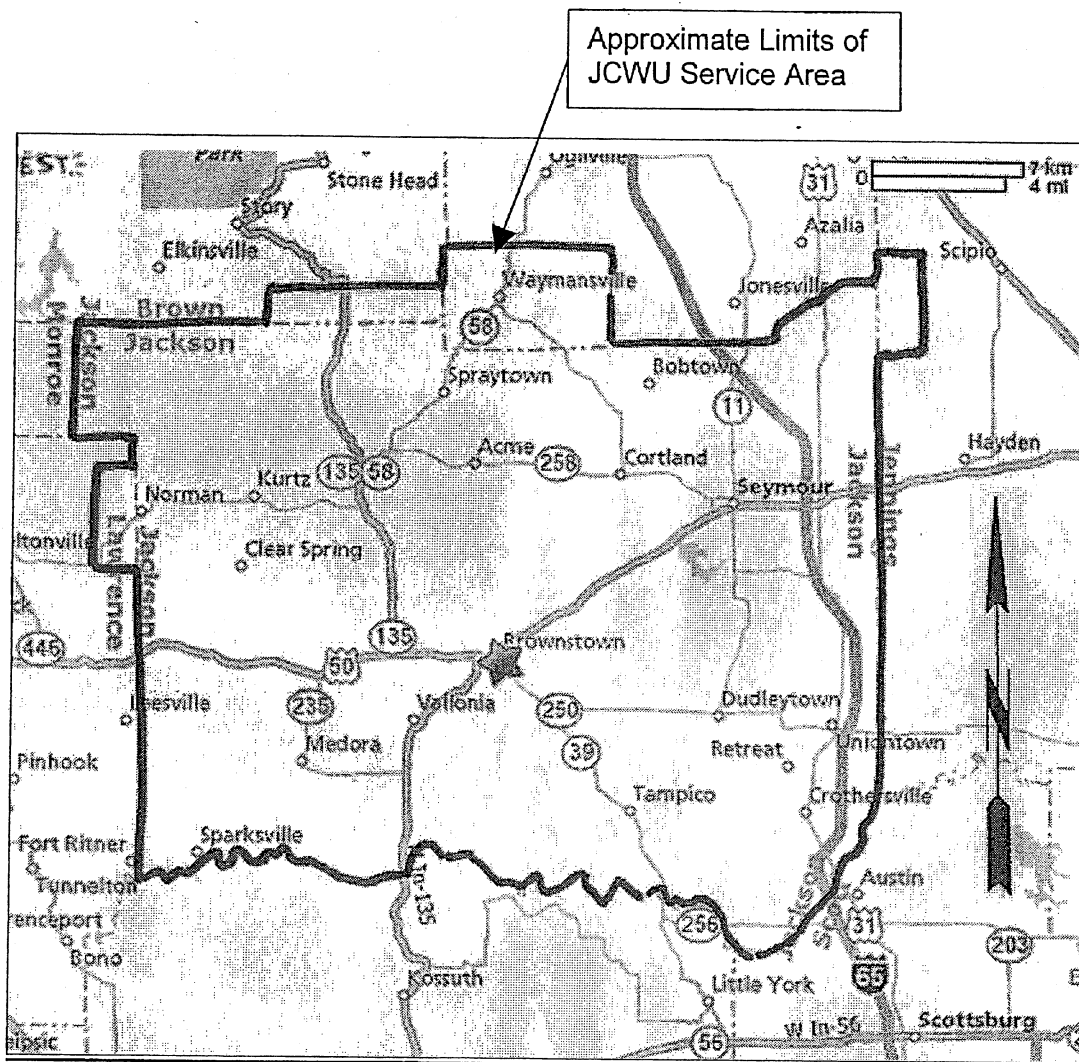 Approximate Limits of
JCWU Service Area
EST.
Park
Stone Head
Ogilville
31
0
7 km
4 mi
Story
Azalia
Elkinsville
Scipio
Waymansville
Jonesville
Brown
Jackson
Jackson
Monroe
58
Bobtown
Spraytown
11
Acme
258
Cortland
Hayden
Kurtz
135
58
Seymour
Norman
Jackson
Clear Spring
Lawrence
Jackson
446
135
Brownstown
50
235
Vallonia
250
Dudleytown
Medora
39
Retreat
Uniontown
Pinhook
Tampico
Crothersville
Sparksville
Fort Ritner
Tunnelton
In-135
Austin
256
31
203
Bono
Kossuth
65
Little York
W In-56
Scottsburg
56